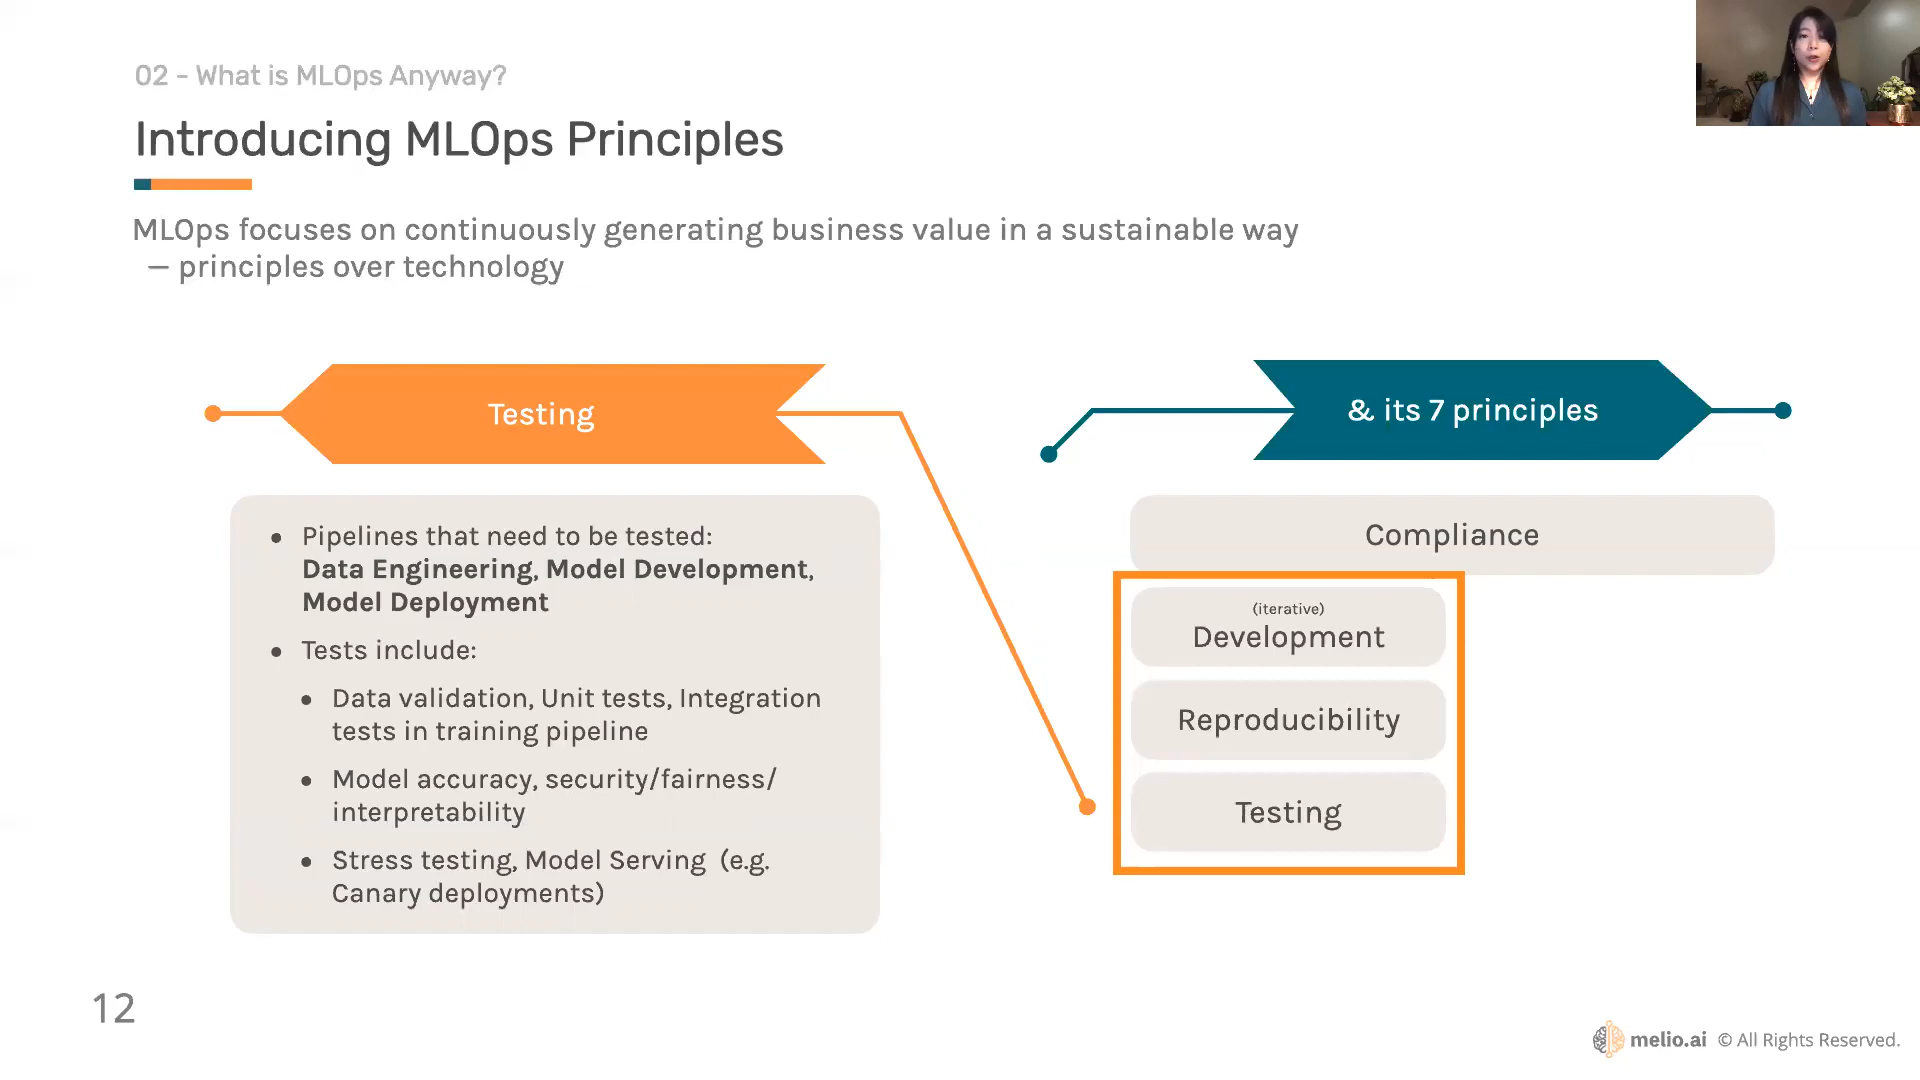 02 - What is MLOps Anyway?
Introducing MLOps Principles
MLOps focuses on continuously generating business value in a sustainable way
— principles over technology
Testing
• Pipelines that need to be tested:
Data Engineering, Model Development,
Model Deployment
• Tests include:
• Data validation, Unit tests, Integration
tests in training pipeline
• Model accuracy, security/fairness/
interpretability
• Stress testing, Model Serving (e.g.
Canary deployments)
& its 7 principles
Compliance
(iterative)
Development
Reproducibility
Testing
12
melio.ai © All Rights Reserved.